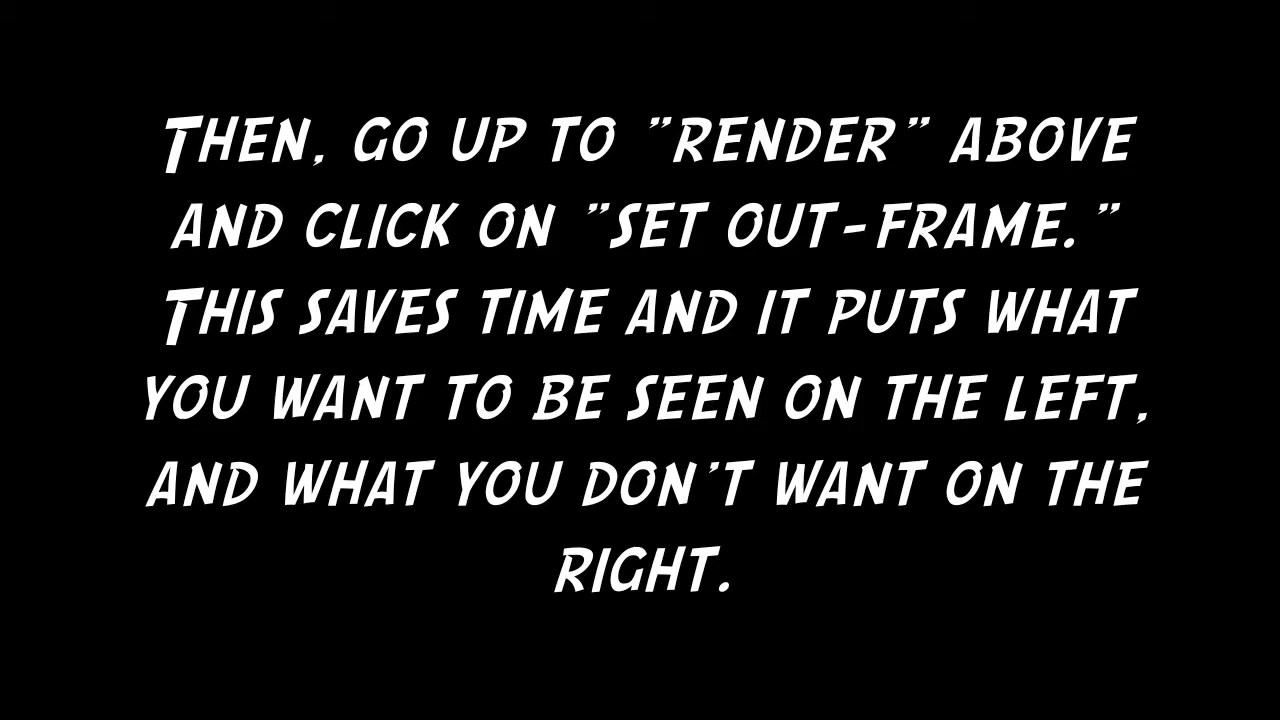 Then, go up to "render" above
and click on "set out-frame."
This saves time and it puts what
you want to be seen on the left,
and what you don't want on the
right.